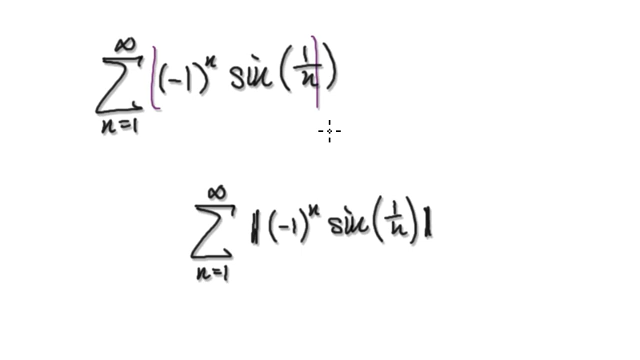 ∞
∑ |(-1)ⁿ sin(1/n|)
n=1
∞
∑ |(-1)ⁿ sin(1/n)|
n=1